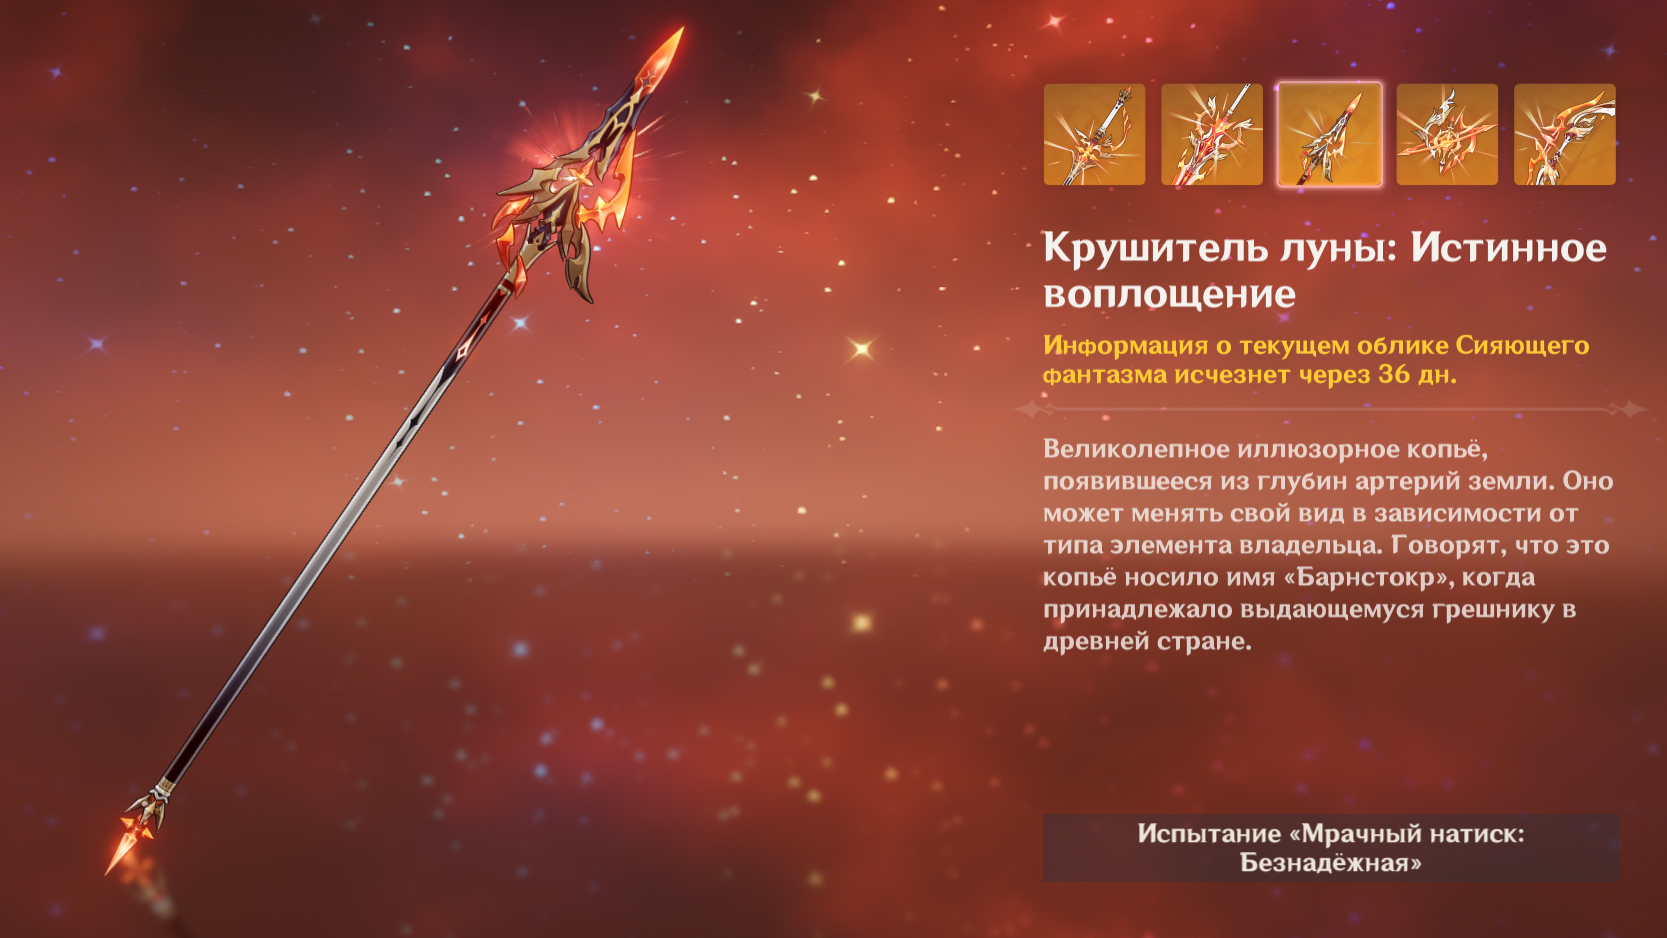 Крушитель луны: Истинное
воплощение
Информация о текущем облике Сияющего
фантазма исчезнет через 36 дн.
Великолепное иллюзорное копьё,
появившееся из глубин артерий земли. Оно
может менять свой вид в зависимости от
типа элемента владельца. Говорят, что это
копьё носило имя «Барнстокр», когда
принадлежало выдающемуся грешнику в
древней стране.
Испытание «Мрачный натиск:
Безнадёжная»